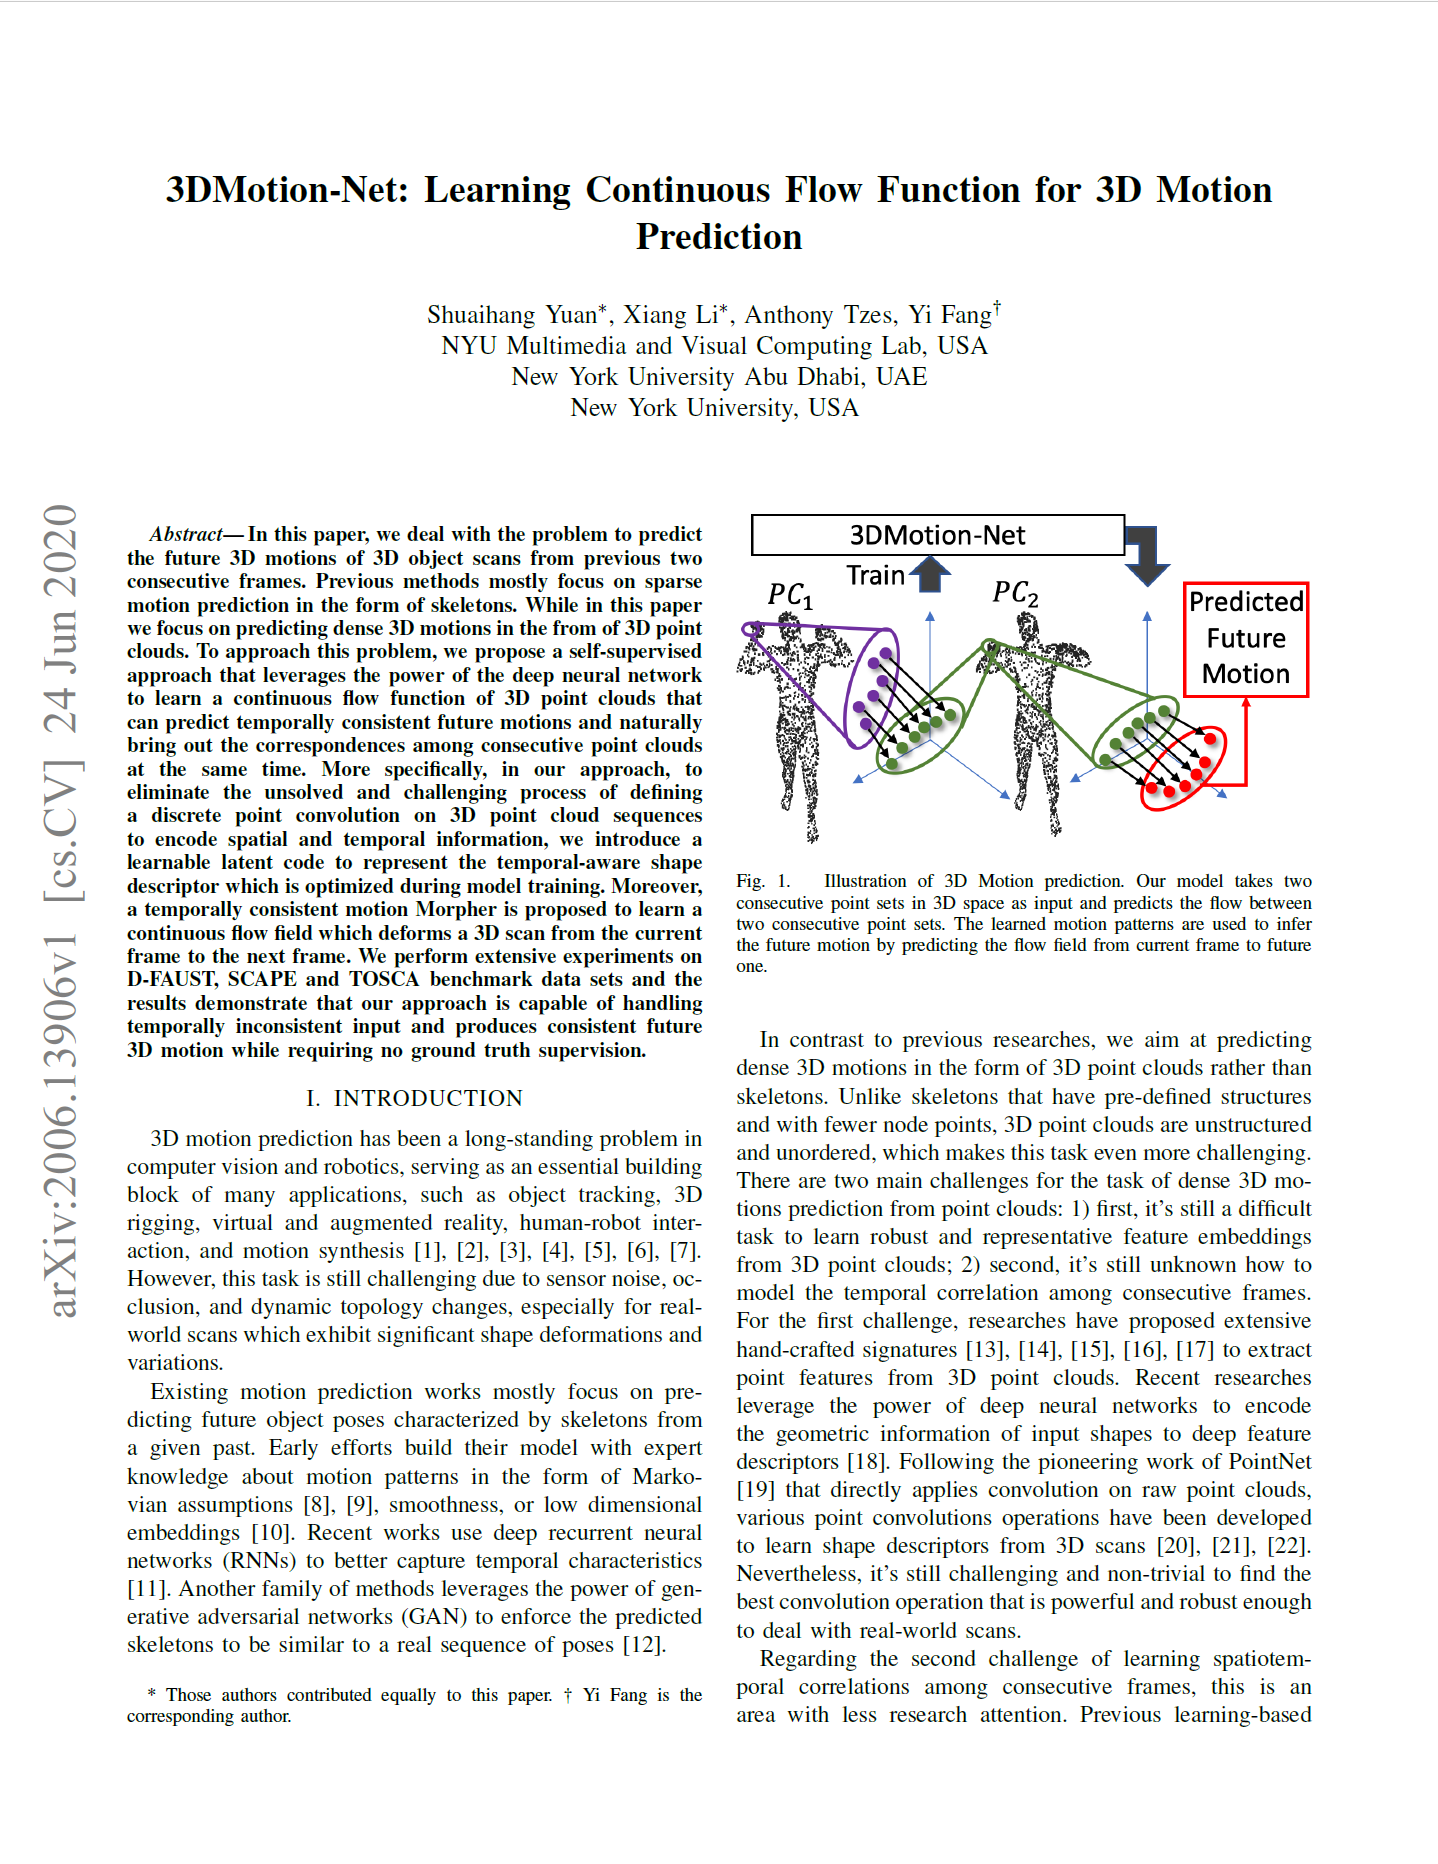 3DMotion-Net: Learning Continuous Flow Function for 3D Motion
Prediction
Shuaihang Yuan*, Xiang Li*, Anthony Tzes, Yi Fang†
NYU Multimedia and Visual Computing Lab, USA
New York University Abu Dhabi, UAE
New York University, USA
arXiv:2006.13906v1 [cs.CV] 24 Jun 2020
Abstract— In this paper, we deal with the problem to predict
the future 3D motions of 3D object scans from previous two
consecutive frames. Previous methods mostly focus on sparse
motion prediction in the form of skeletons. While in this paper
we focus on predicting dense 3D motions in the from of 3D point
clouds. To approach this problem, we propose a self-supervised
approach that leverages the power of the deep neural network
to learn a continuous flow function of 3D point clouds that
can predict temporally consistent future motions and naturally
bring out the correspondences among consecutive point clouds
at the same time. More specifically, in our approach, to
eliminate the unsolved and challenging process of defining
a discrete point convolution on 3D point cloud sequences
to encode spatial and temporal information, we introduce a
learnable latent code to represent the temporal-aware shape
descriptor which is optimized during model training. Moreover,
a temporally consistent motion Morpher is proposed to learn a
continuous flow field which deforms a 3D scan from the current
frame to the next frame. We perform extensive experiments on
D-FAUST, SCAPE and TOSCA benchmark data sets and the
results demonstrate that our approach is capable of handling
temporally inconsistent input and produces consistent future
3D motion while requiring no ground truth supervision.
I. INTRODUCTION
3D motion prediction has been a long-standing problem in
computer vision and robotics, serving as an essential building
block of many applications, such as object tracking, 3D
rigging, virtual and augmented reality, human-robot inter-
action, and motion synthesis [1], [2], [3], [4], [5], [6], [7].
However, this task is still challenging due to sensor noise, oc-
clusion, and dynamic topology changes, especially for real-
world scans which exhibit significant shape deformations and
variations.
Existing motion prediction works mostly focus on pre-
dicting future object poses characterized by skeletons from
a given past. Early efforts build their model with expert
knowledge about motion patterns in the form of Marko-
vian assumptions [8], [9], smoothness, or low dimensional
embeddings [10]. Recent works use deep recurrent neural
networks (RNNs) to better capture temporal characteristics
[11]. Another family of methods leverages the power of gen-
erative adversarial networks (GAN) to enforce the predicted
skeletons to be similar to a real sequence of poses [12].
* Those authors contributed equally to this paper. † Yi Fang is the
corresponding author.
3DMotion-Net
Train
PC1
PC2
Predicted
Future
Motion
Fig. 1. Illustration of 3D Motion prediction. Our model takes two
consecutive point sets in 3D space as input and predicts the flow between
two consecutive point sets. The learned motion patterns are used to infer
the future motion by predicting the flow field from current frame to future
one.
In contrast to previous researches, we aim at predicting
dense 3D motions in the form of 3D point clouds rather than
skeletons. Unlike skeletons that have pre-defined structures
and with fewer node points, 3D point clouds are unstructured
and unordered, which makes this task even more challenging.
There are two main challenges for the task of dense 3D mo-
tions prediction from point clouds: 1) first, it's still a difficult
task to learn robust and representative feature embeddings
from 3D point clouds; 2) second, it's still unknown how to
model the temporal correlation among consecutive frames.
For the first challenge, researches have proposed extensive
hand-crafted signatures [13], [14], [15], [16], [17] to extract
point features from 3D point clouds. Recent researches
leverage the power of deep neural networks to encode
the geometric information of input shapes to deep feature
descriptors [18]. Following the pioneering work of PointNet
[19] that directly applies convolution on raw point clouds,
various point convolutions operations have been developed
to learn shape descriptors from 3D scans [20], [21], [22].
Nevertheless, it's still challenging and non-trivial to find the
best convolution operation that is powerful and robust enough
to deal with real-world scans.
Regarding the second challenge of learning spatiotem-
poral correlations among consecutive frames, this is an
area with less research attention. Previous learning-based